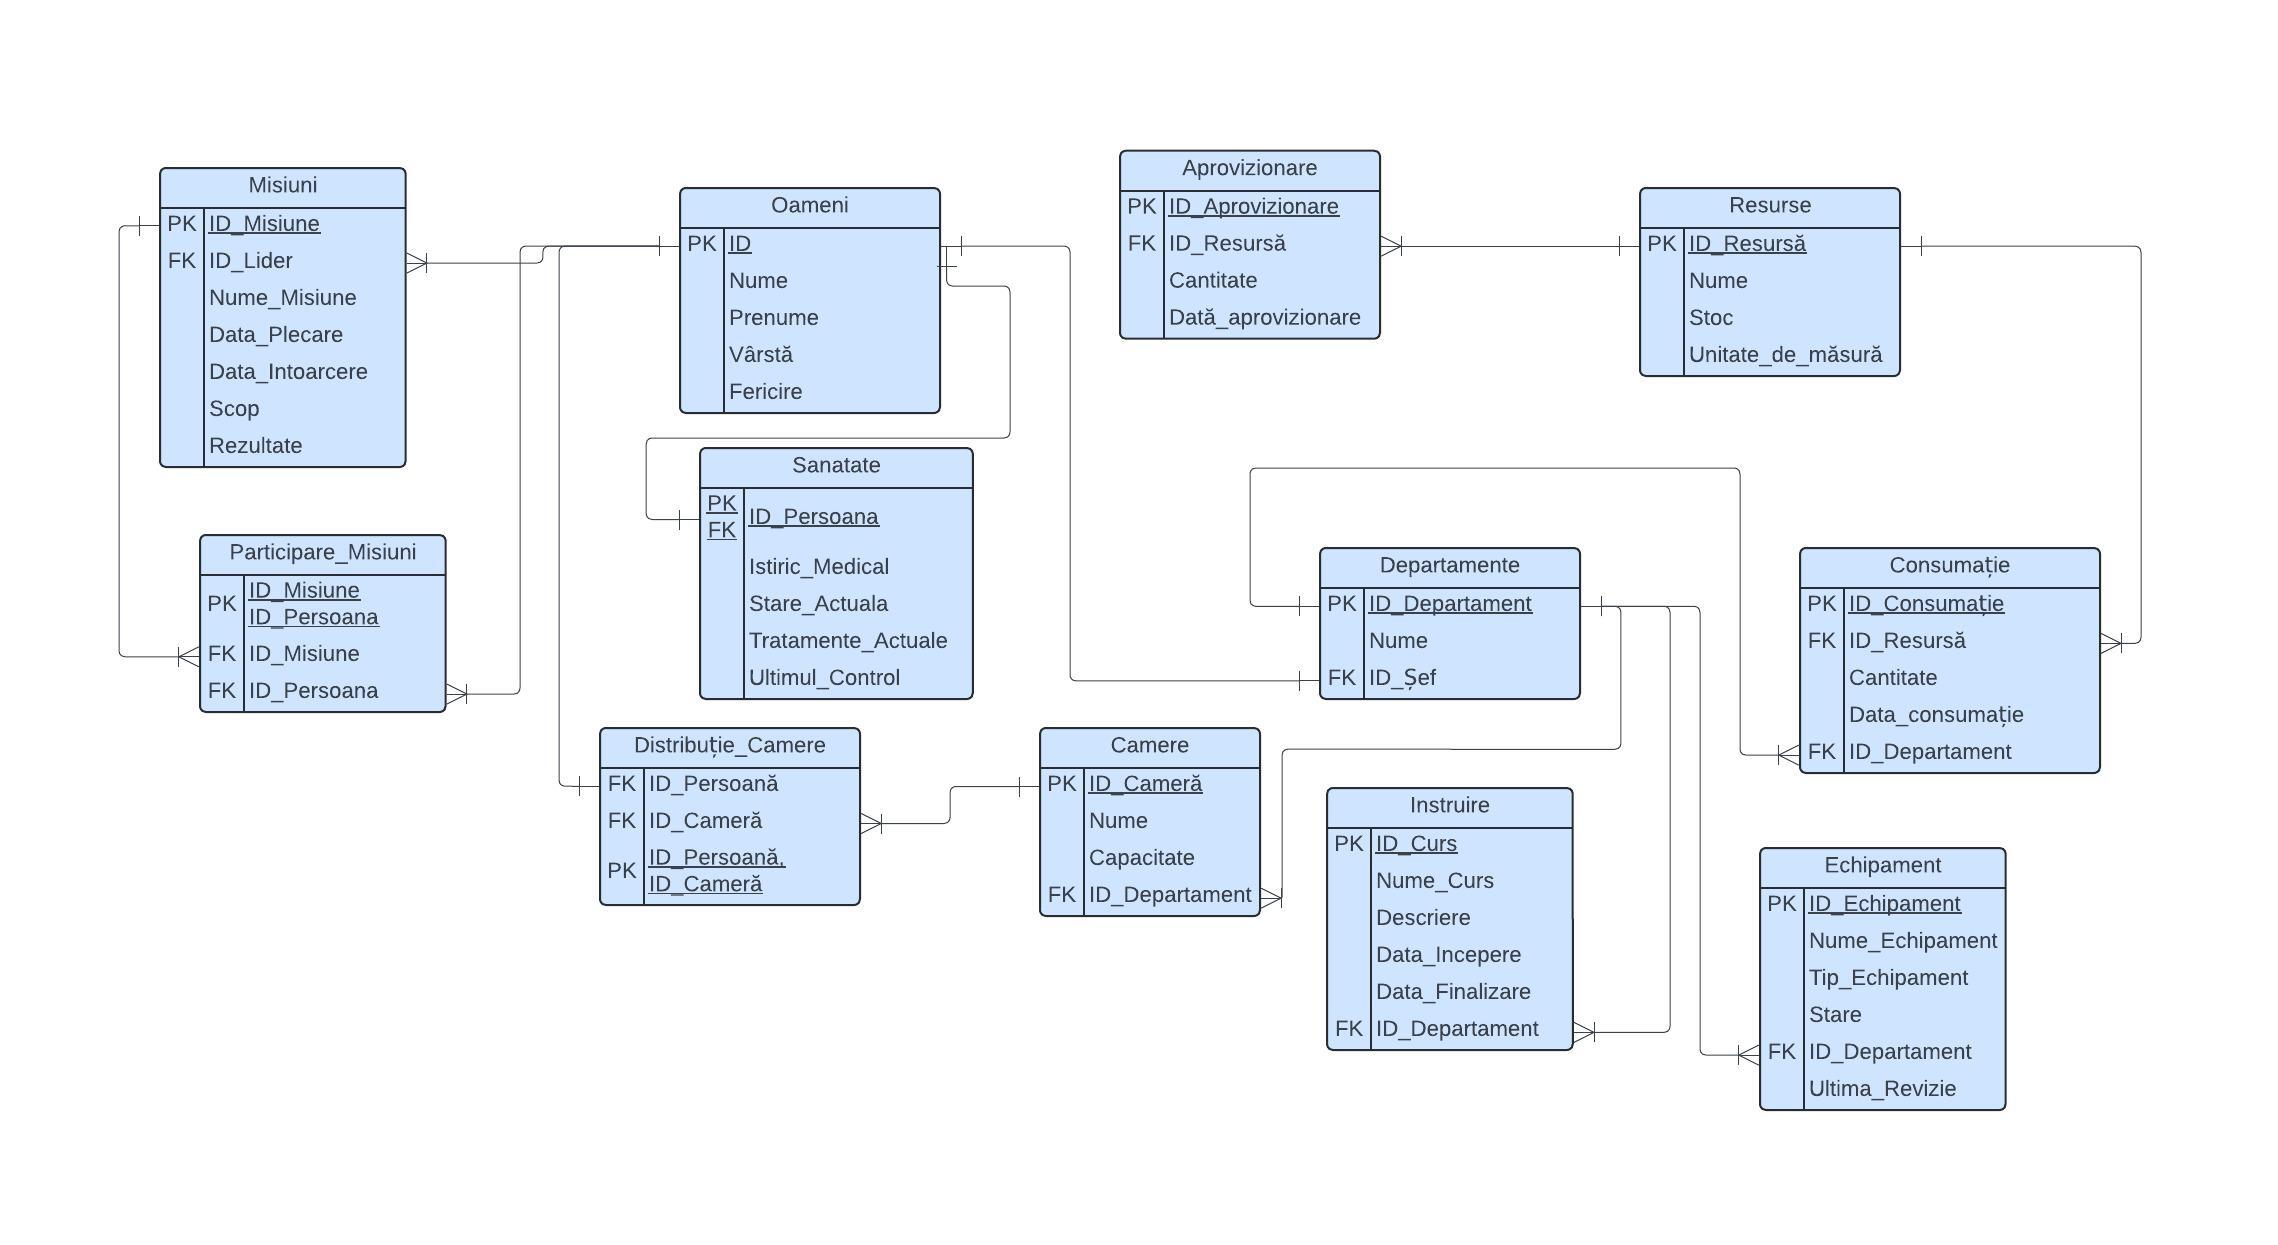 Misiuni
PK ID_Misiune
FK ID_Lider
Nume_Misiune
Data_Plecare
Data_Intoarcere
Scop
Rezultate
Oameni
PK ID
Nume
Prenume
Vârstă
Fericire
Aprovizionare
PK ID_Aprovizionare
FK ID_Resursă
Cantitate
Dată_aprovizionare
Resurse
PK ID_Resursă
Nume
Stoc
Unitate_de_măsură
Sanatate
PK
FK
ID_Persoana
Istiric_Medical
Stare_Actuala
Tratamente_Actuale
Ultimul_Control
Participare_Misiuni
PK
ID_Misiune
ID_Persoana
FK ID_Misiune
FK ID_Persoana
Departamente
PK ID_Departament
Nume
FK ID_Șef
Consumație
PK ID_Consumație
FK ID_Resursă
Cantitate
Data_consumație
FK ID_Departament
Distribuție_Camere
FK ID_Persoană
FK ID_Cameră
PK
ID_Persoană,
ID_Cameră
Camere
PK ID_Cameră
Nume
Capacitate
FK ID_Departament
Instruire
PK ID_Curs
Nume_Curs
Descriere
Data_Incepere
Data_Finalizare
FK ID_Departament
Echipament
PK ID_Echipament
Nume_Echipament
Tip_Echipament
Stare
FK ID_Departament
Ultima_Revizie